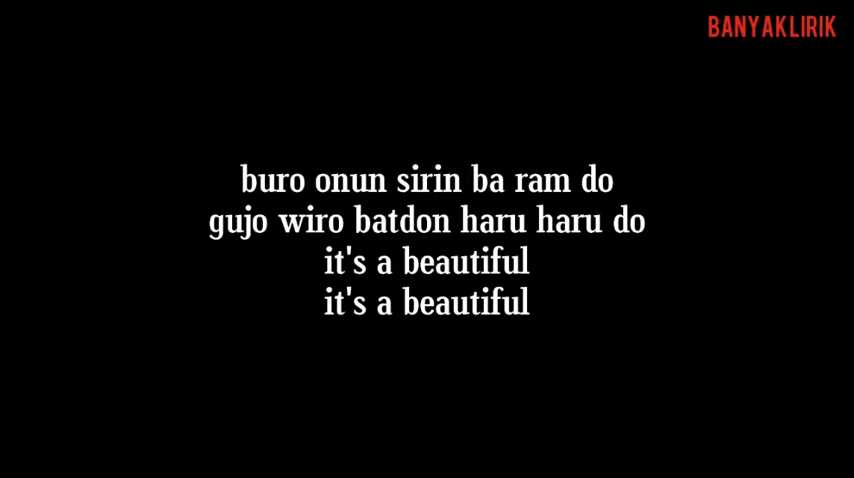 BANYAKLIRIK
buro onun sirin ba ram do
gujo wiro batdon haru haru do
it's a beautiful
it's a beautiful